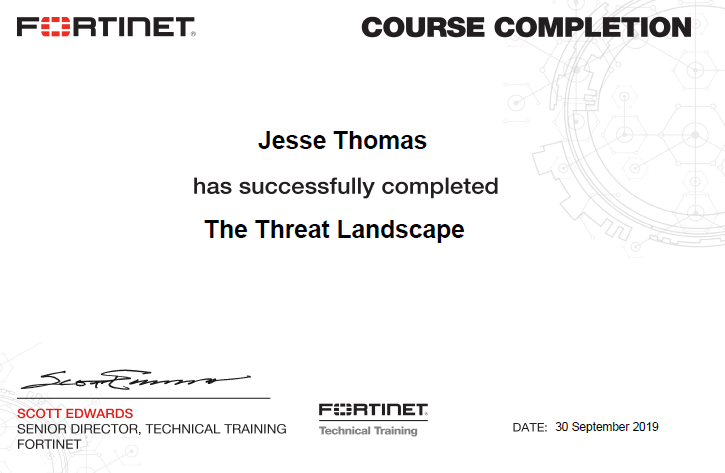 FORTINET®
COURSE COMPLETION
Jesse Thomas
has successfully completed
The Threat Landscape
Scott Edwards
SCOTT EDWARDS
SENIOR DIRECTOR, TECHNICAL TRAINING
FORTINET
FORTINET®
Technical Training
DATE: 30 September 2019